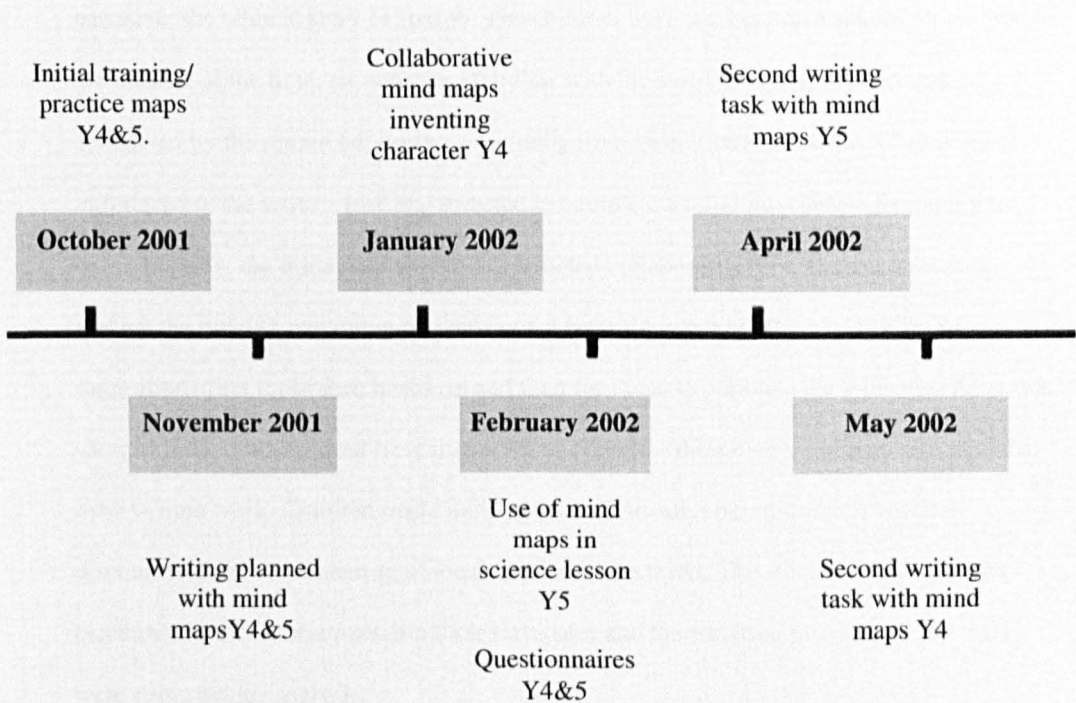 Initial training/
practice maps
Y4&5.
Collaborative
mind maps
inventing
character Y4
Second writing
task with mind
maps Y5
October 2001
January 2002
April 2002
November 2001
February 2002
May 2002
Writing planned
with mind
mapsY4&5
Use of mind
maps in
science lesson
Y5
Questionnaires
Y4&5
Second writing
task with mind
maps Y4